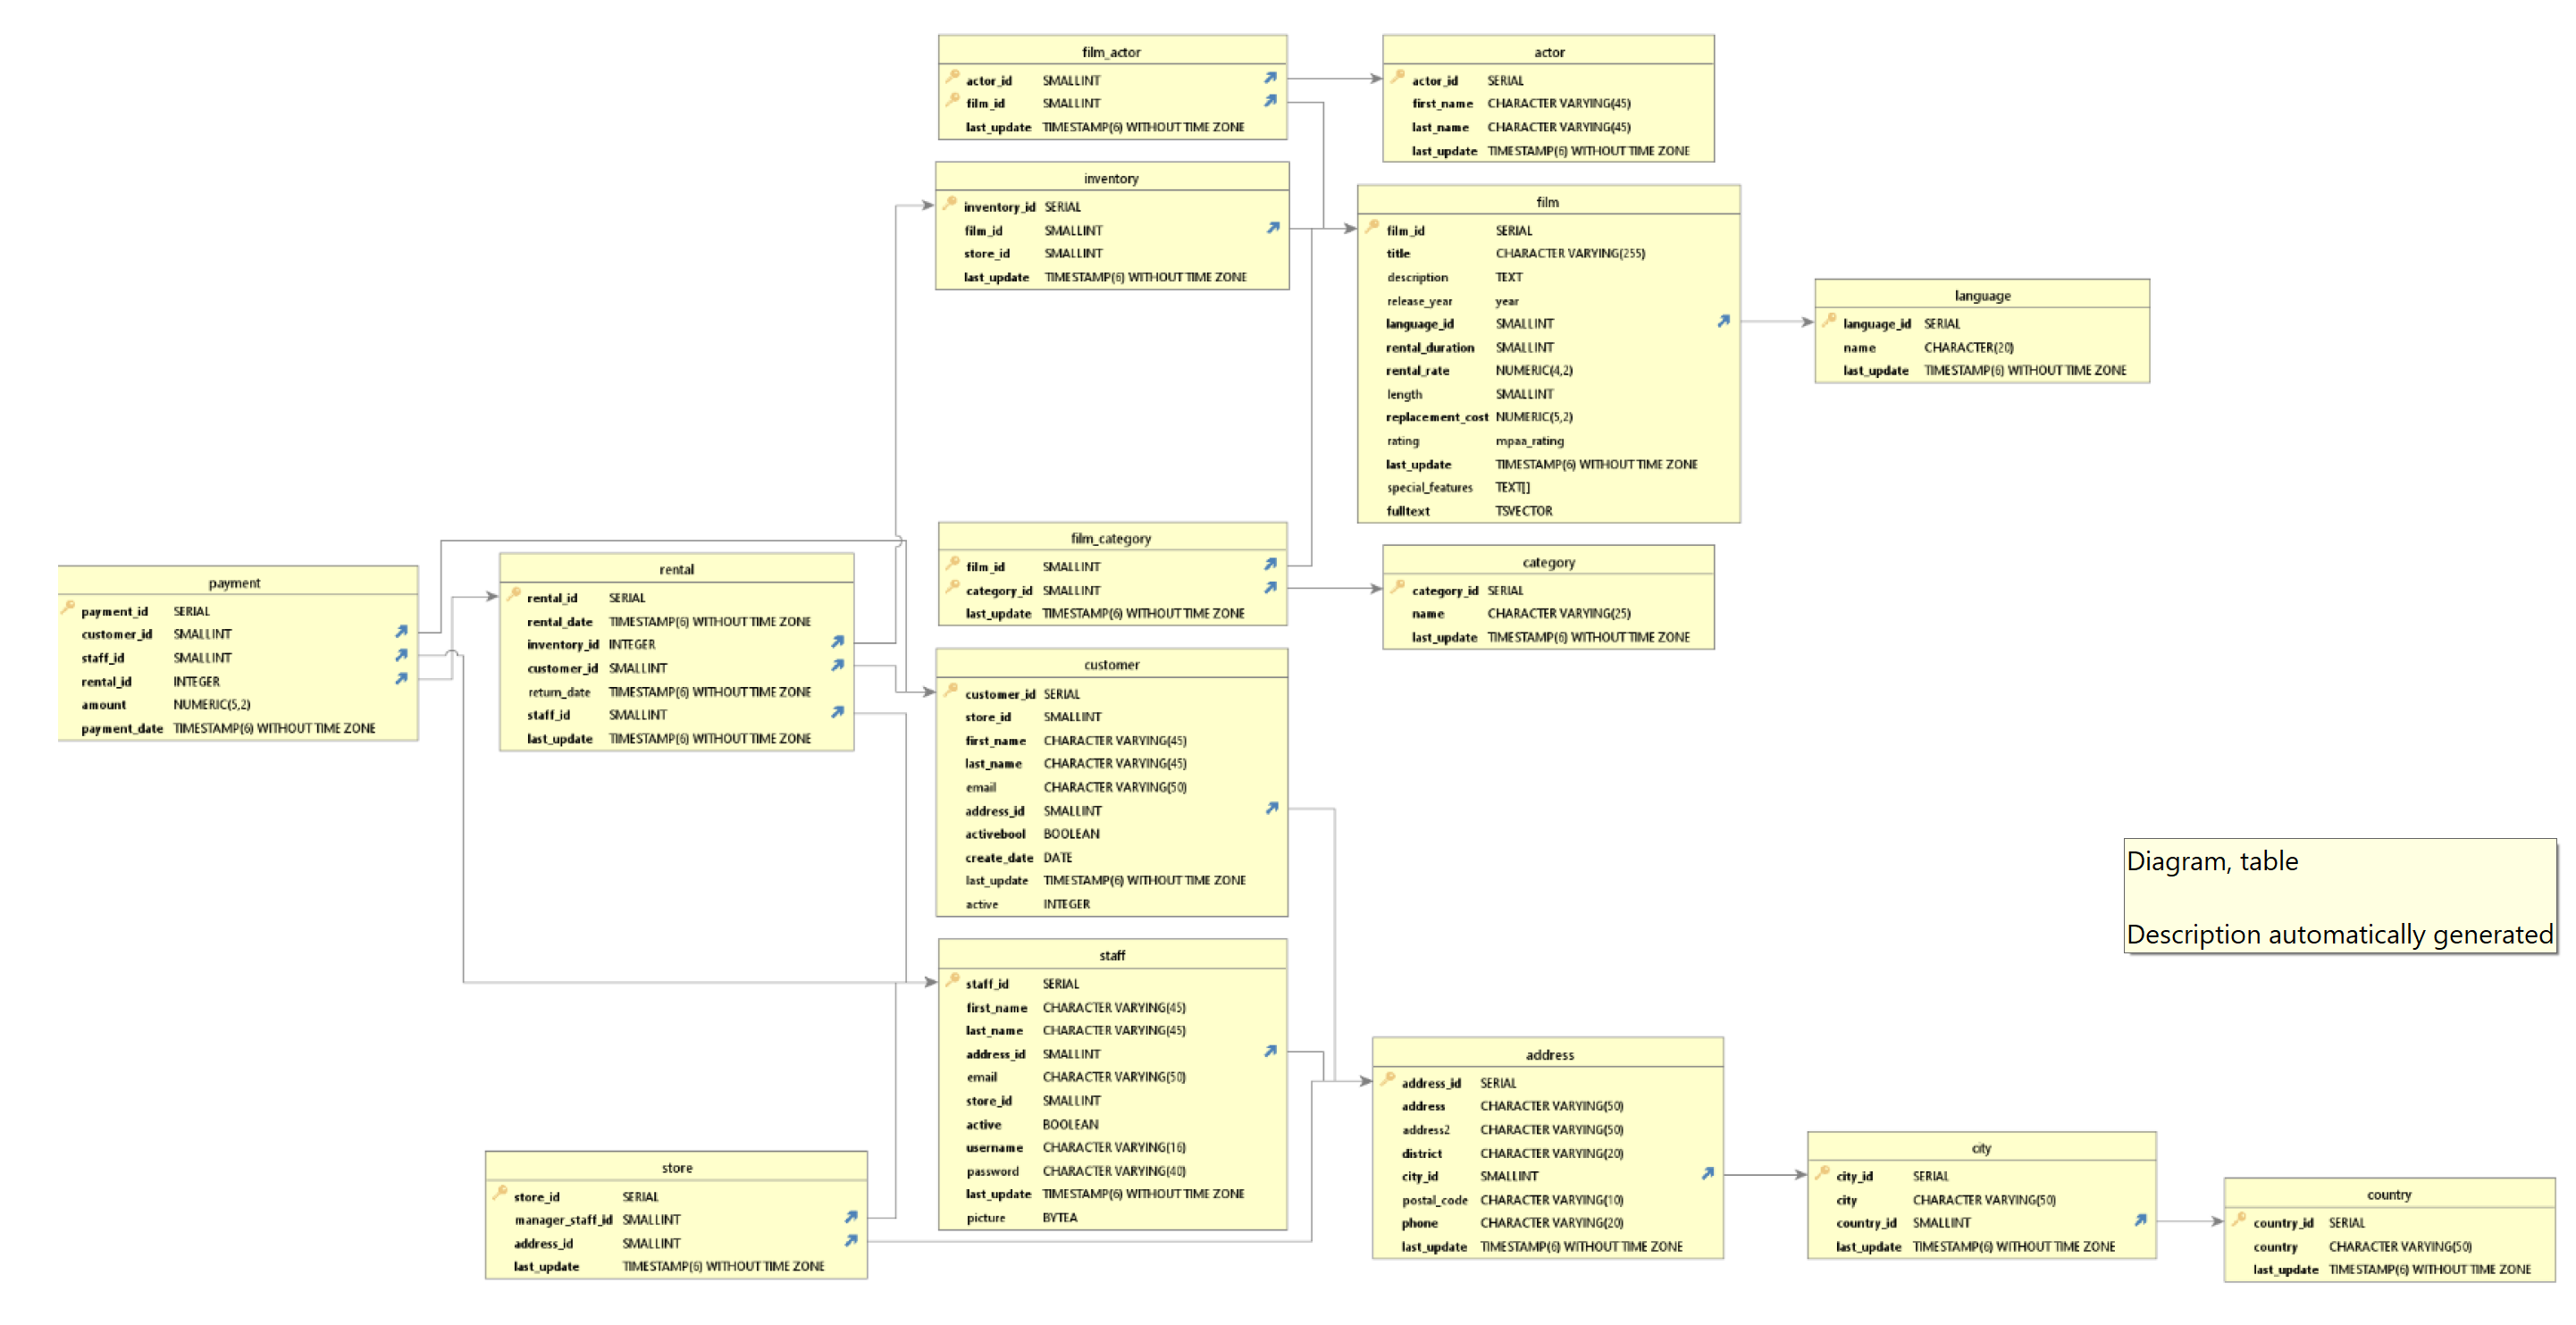 film_actor
actor_id SMALLINT
film_id SMALLINT
last_update TIMESTAMP(6) WITHOUT TIME ZONE
actor
actor_id SERIAL
first_name CHARACTER VARYING(45)
last_name CHARACTER VARYING(45)
last_update TIMESTAMP(6) WITHOUT TIME ZONE
inventory
inventory_id SERIAL
film_id SMALLINT
store_id SMALLINT
last_update TIMESTAMP(6) WITHOUT TIME ZONE
film
film_id SERIAL
title CHARACTER VARYING(255)
description TEXT
release_year year
language_id SMALLINT
rental_duration SMALLINT
rental_rate NUMERIC(4,2)
length SMALLINT
replacement_cost NUMERIC(5,2)
rating mpaa_rating
last_update TIMESTAMP(6) WITHOUT TIME ZONE
special_features TEXT[]
fulltext TSVECTOR
language
language_id SERIAL
name CHARACTER(20)
last_update TIMESTAMP(6) WITHOUT TIME ZONE
payment
payment_id SERIAL
customer_id SMALLINT
staff_id SMALLINT
rental_id INTEGER
amount NUMERIC(5,2)
payment_date TIMESTAMP(6) WITHOUT TIME ZONE
rental
rental_id SERIAL
rental_date TIMESTAMP(6) WITHOUT TIME ZONE
inventory_id INTEGER
customer_id SMALLINT
return_date TIMESTAMP(6) WITHOUT TIME ZONE
staff_id SMALLINT
last_update TIMESTAMP(6) WITHOUT TIME ZONE
film_category
film_id SMALLINT
category_id SMALLINT
last_update TIMESTAMP(6) WITHOUT TIME ZONE
category
category_id SERIAL
name CHARACTER VARYING(25)
last_update TIMESTAMP(6) WITHOUT TIME ZONE
customer
customer_id SERIAL
store_id SMALLINT
first_name CHARACTER VARYING(45)
last_name CHARACTER VARYING(45)
email CHARACTER VARYING(50)
address_id SMALLINT
activebool BOOLEAN
create_date DATE
last_update TIMESTAMP(6) WITHOUT TIME ZONE
active INTEGER
Diagram, table
Description automatically generated
staff
staff_id SERIAL
first_name CHARACTER VARYING(45)
last_name CHARACTER VARYING(45)
address_id SMALLINT
email CHARACTER VARYING(50)
store_id SMALLINT
active BOOLEAN
username CHARACTER VARYING(16)
password CHARACTER VARYING(40)
last_update TIMESTAMP(6) WITHOUT TIME ZONE
picture BYTEA
store
store_id SERIAL
manager_staff_id SMALLINT
address_id SMALLINT
last_update TIMESTAMP(6) WITHOUT TIME ZONE
address
address_id SERIAL
address CHARACTER VARYING(50)
address2 CHARACTER VARYING(50)
district CHARACTER VARYING(20)
city_id SMALLINT
postal_code CHARACTER VARYING(10)
phone CHARACTER VARYING(20)
last_update TIMESTAMP(6) WITHOUT TIME ZONE
city
city_id SERIAL
city CHARACTER VARYING(50)
country_id SMALLINT
last_update TIMESTAMP(6) WITHOUT TIME ZONE
country
country_id SERIAL
country CHARACTER VARYING(50)
last_update TIMESTAMP(6) WITHOUT TIME ZONE